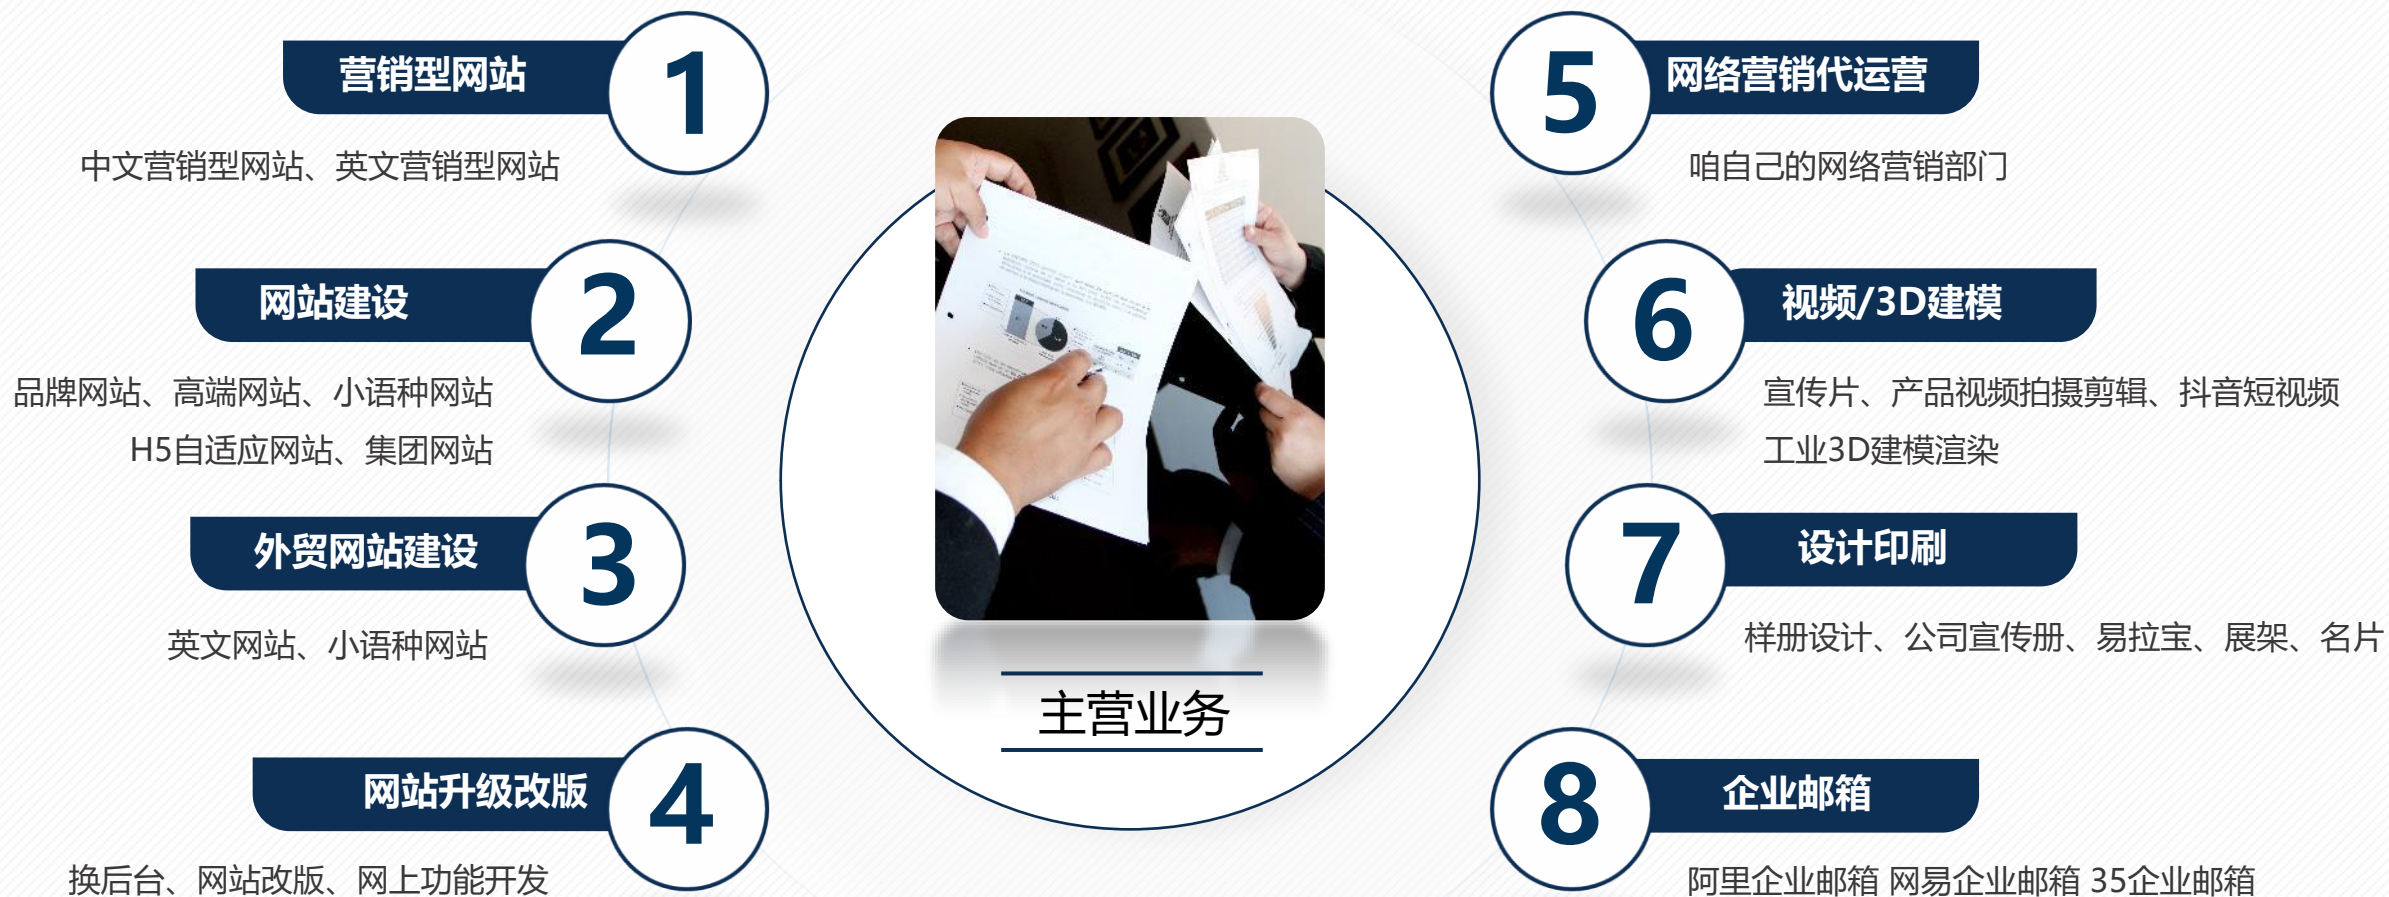 1
营销型网站
中文营销型网站、英文营销型网站
2
网站建设
品牌网站、高端网站、小语种网站
H5自适应网站、集团网站
3
外贸网站建设
英文网站、小语种网站
4
网站升级改版
换后台、网站改版、网上功能开发
主营业务
5
网络营销代运营
咱自己的网络营销部门
6
视频/3D建模
宣传片、产品视频拍摄剪辑、抖音短视频
工业3D建模渲染
7
设计印刷
样册设计、公司宣传册、易拉宝、展架、名片
8
企业邮箱
阿里企业邮箱 网易企业邮箱 35企业邮箱